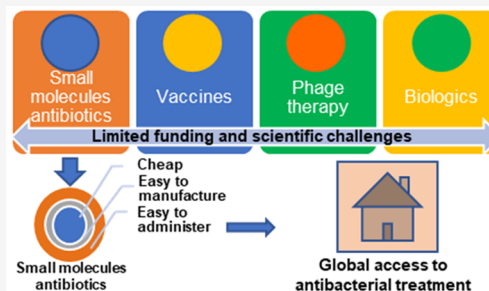 Small
molecules
antibiotics
Vaccines
Phage
therapy
Biologics
Limited funding and scientific challenges
Cheap
Easy to
manufacture
Easy to
administer
Small molecules
antibiotics
Global access to
antibacterial treatment